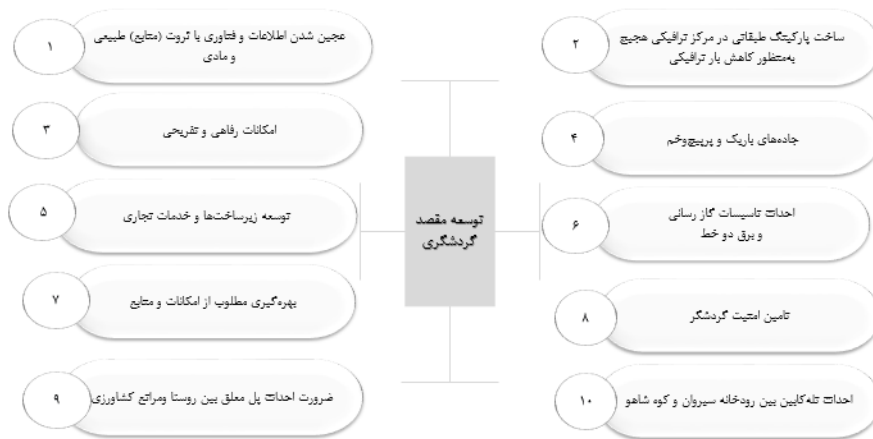 ۱
عجین شدن اطلاعات و فناوری با ثروت (منابع) طبیعی
و مادی
۲
ساخت پارکینگ طبقاتی در مرکز ترافیکی هجیج
به‌منظور کاهش بار ترافیکی
۳
امکانات رفاهی و تفریحی
۴
جاده‌های باریک و پرپیچ‌وخم
توسعه مقصد
گردشگری
۵
توسعه زیرساخت‌ها و خدمات تجاری
۶
احداث تاسیسات گاز رسانی
و برق دو خط
۷
بهره‌گیری مطلوب از امکانات و منابع
۸
تامین امنیت گردشگر
۹
ضرورت احداث پل معلق بین روستا ومراتع کشاورزی
۱۰
احداث تله‌کابین بین رودخانه سیروان و کوه شاهو